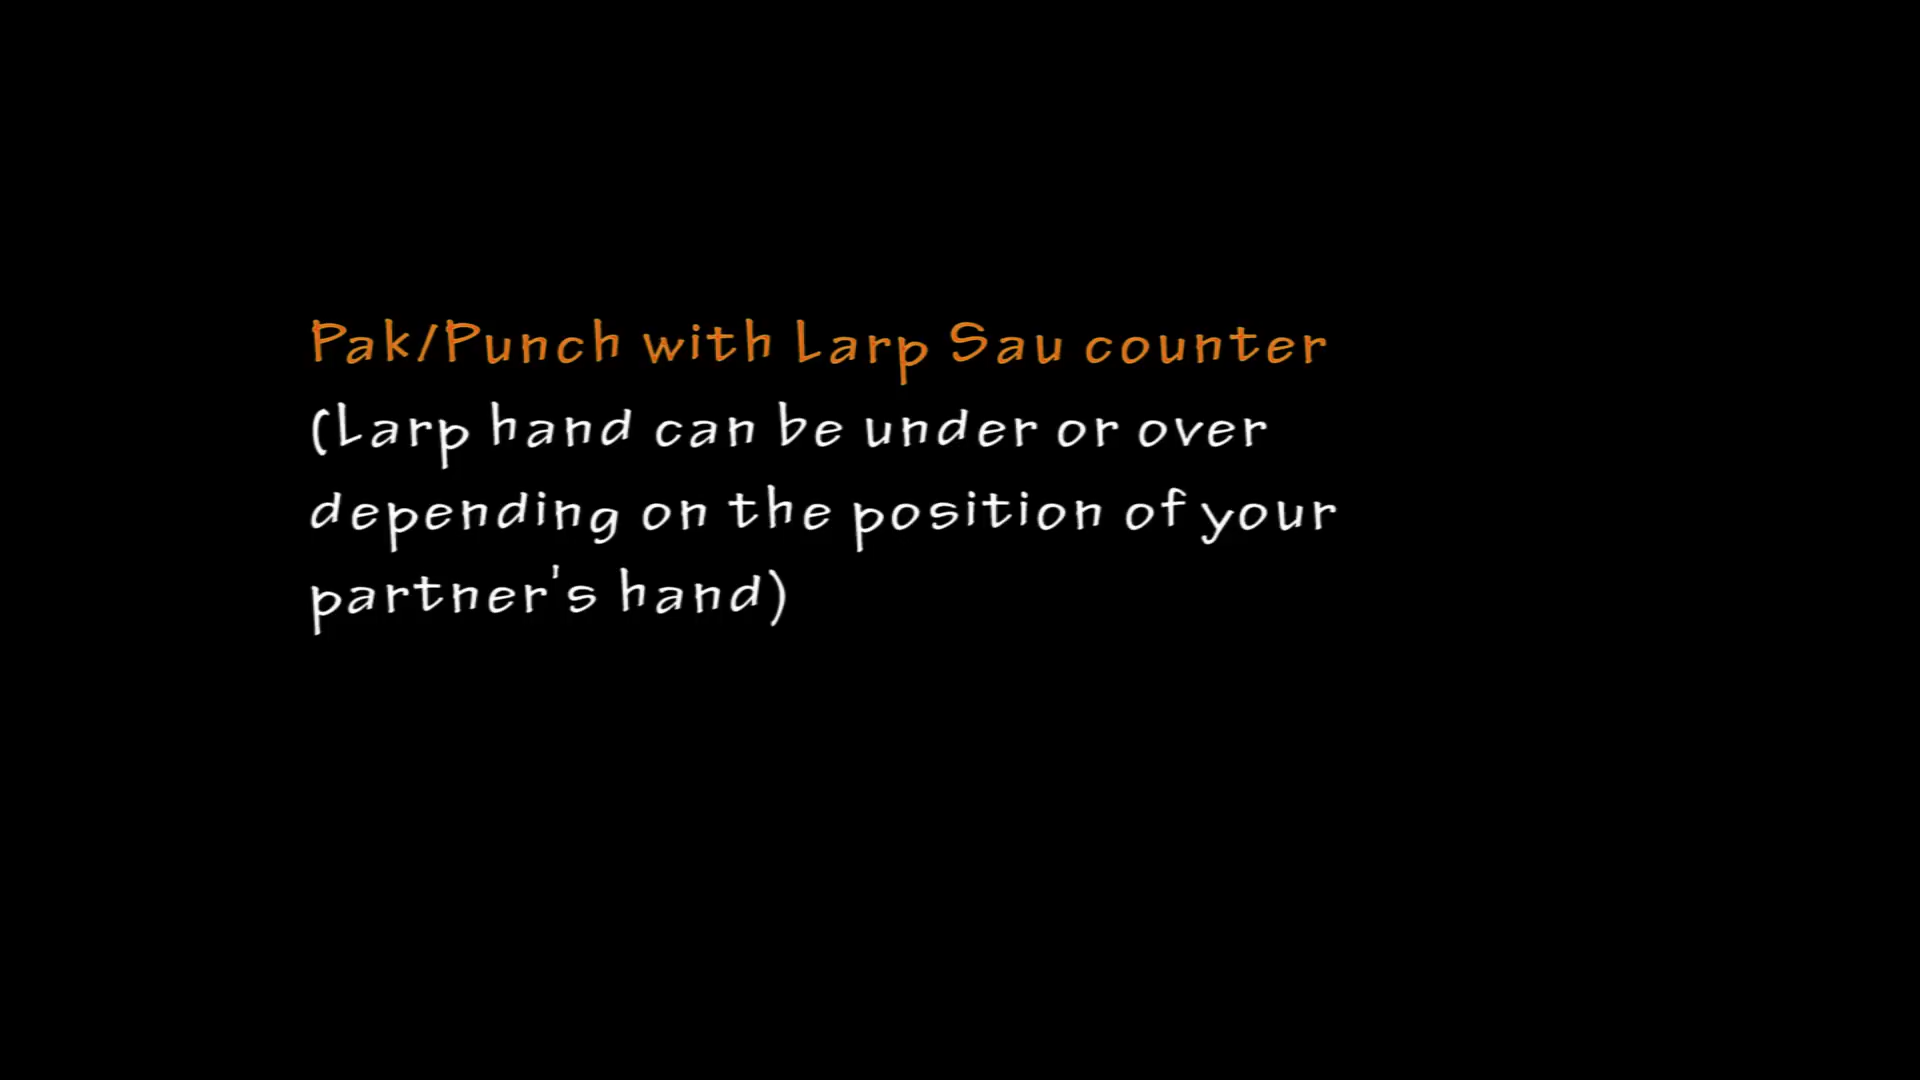 Pak/Punch with Larp Sau counter
(Larp hand can be under or over
depending on the position of your
partner's hand)